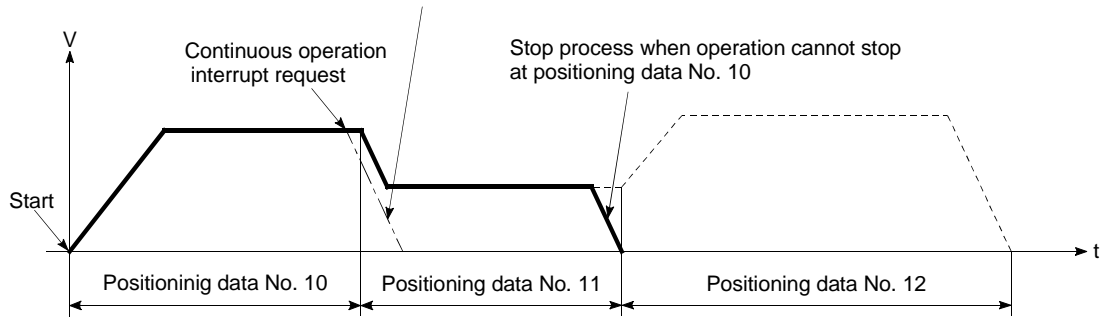 V
Continuous operation
interrupt request
Stop process when operation cannot stop
at positioning data No. 10
Start
t
Positioninig data No. 10
Positioning data No. 11
Positioning data No. 12